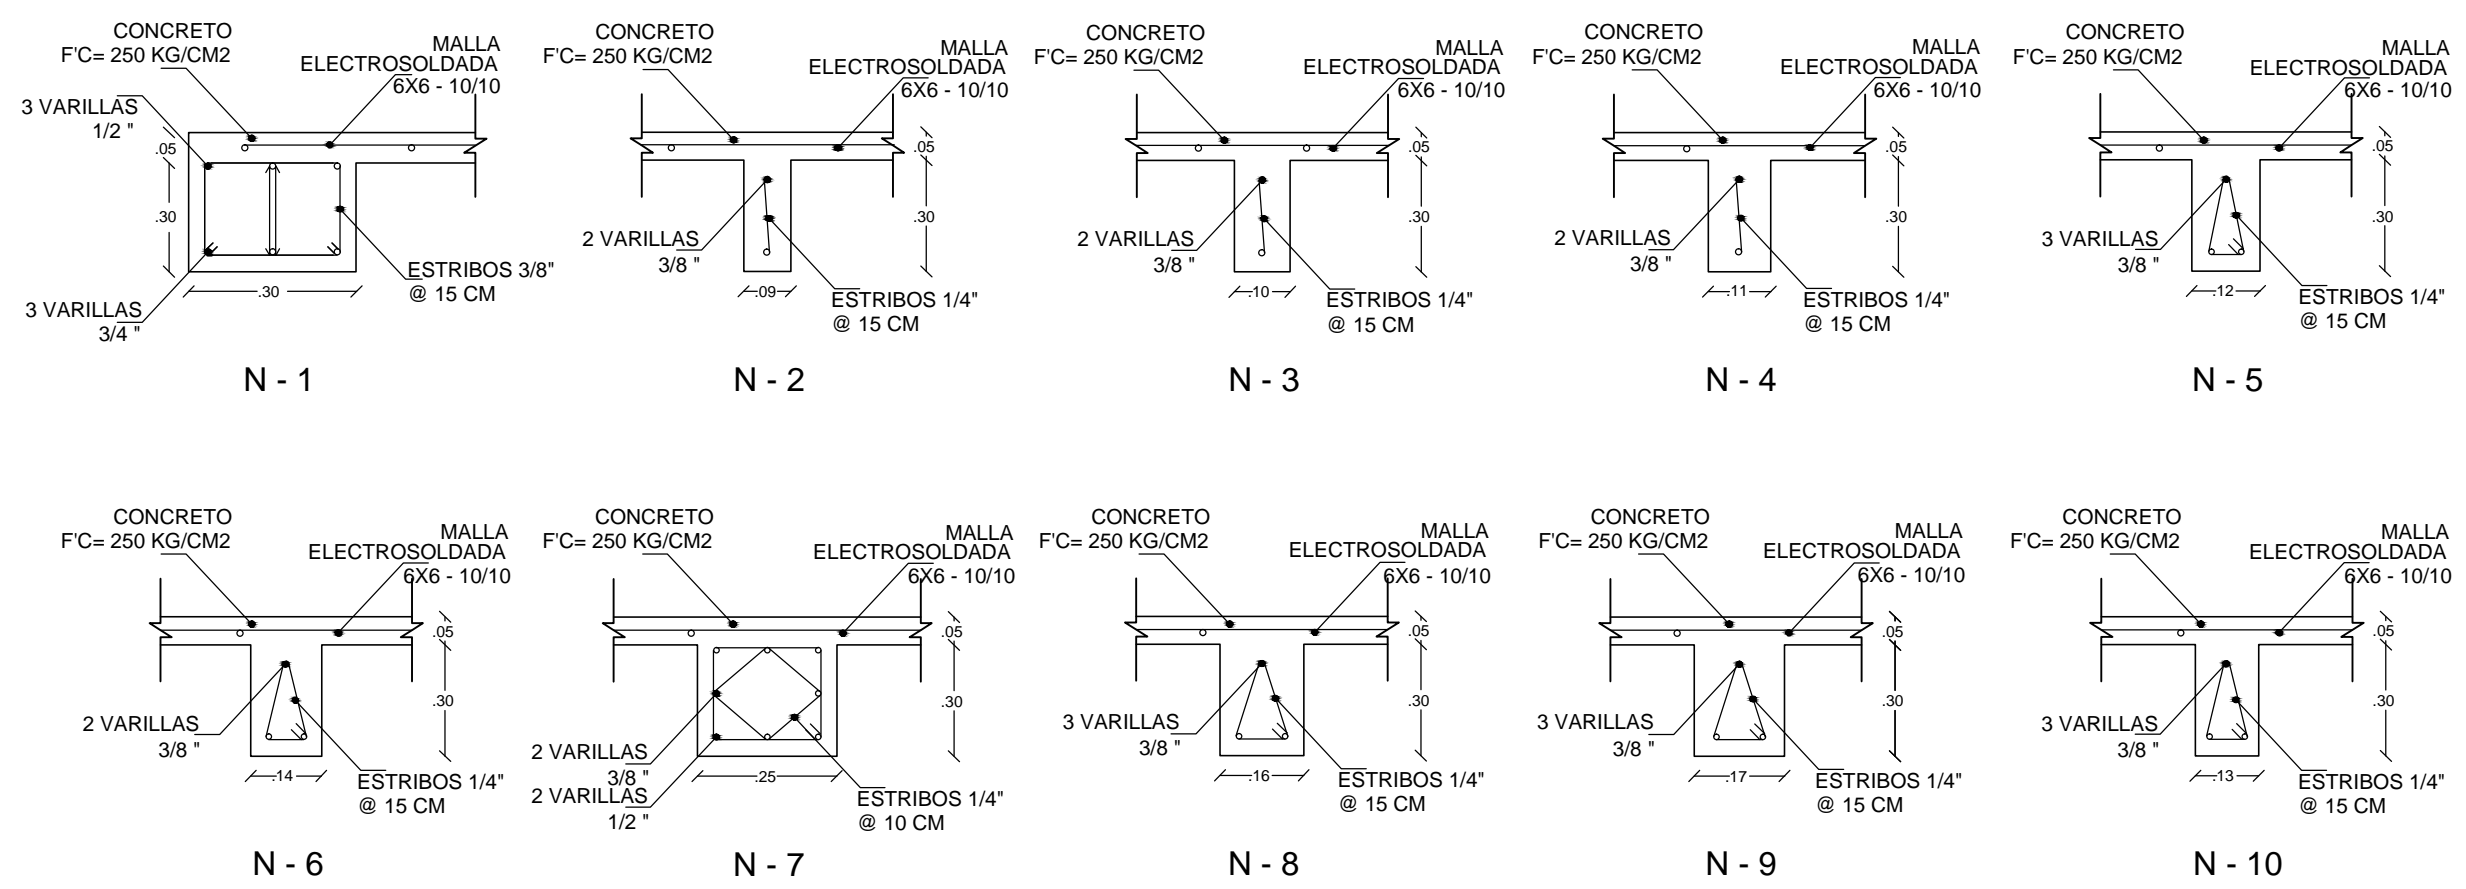 CONCRETO
F'C= 250 KG/CM2
MALLA
ELECTROSOLDADA
6X6 - 10/10
3 VARILLAS
1/2 "
.05
.30
.30
ESTRIBOS 3/8"
@ 15 CM
3 VARILLAS
3/4 "
N - 1
CONCRETO
F'C= 250 KG/CM2
MALLA
ELECTROSOLDADA
6X6 - 10/10
.05
.30
2 VARILLAS
3/8 "
.09
ESTRIBOS 1/4"
@ 15 CM
N - 2
CONCRETO
F'C= 250 KG/CM2
MALLA
ELECTROSOLDADA
6X6 - 10/10
.05
.30
2 VARILLAS
3/8 "
.10
ESTRIBOS 1/4"
@ 15 CM
N - 3
CONCRETO
F'C= 250 KG/CM2
MALLA
ELECTROSOLDADA
6X6 - 10/10
.05
.30
2 VARILLAS
3/8 "
.11
ESTRIBOS 1/4"
@ 15 CM
N - 4
CONCRETO
F'C= 250 KG/CM2
MALLA
ELECTROSOLDADA
6X6 - 10/10
.05
.30
3 VARILLAS
3/8 "
.12
ESTRIBOS 1/4"
@ 15 CM
N - 5
CONCRETO
F'C= 250 KG/CM2
MALLA
ELECTROSOLDADA
6X6 - 10/10
.05
.30
2 VARILLAS
3/8 "
.14
ESTRIBOS 1/4"
@ 15 CM
N - 6
CONCRETO
F'C= 250 KG/CM2
MALLA
ELECTROSOLDADA
6X6 - 10/10
.05
.30
2 VARILLAS
3/8 "
2 VARILLAS
1/2 "
.25
ESTRIBOS 1/4"
@ 10 CM
N - 7
CONCRETO
F'C= 250 KG/CM2
MALLA
ELECTROSOLDADA
6X6 - 10/10
.05
.30
3 VARILLAS
3/8 "
.16
ESTRIBOS 1/4"
@ 15 CM
N - 8
CONCRETO
F'C= 250 KG/CM2
MALLA
ELECTROSOLDADA
6X6 - 10/10
.05
.30
3 VARILLAS
3/8 "
.17
ESTRIBOS 1/4"
@ 15 CM
N - 9
CONCRETO
F'C= 250 KG/CM2
MALLA
ELECTROSOLDADA
6X6 - 10/10
.05
.30
3 VARILLAS
3/8 "
.13
ESTRIBOS 1/4"
@ 15 CM
N - 10